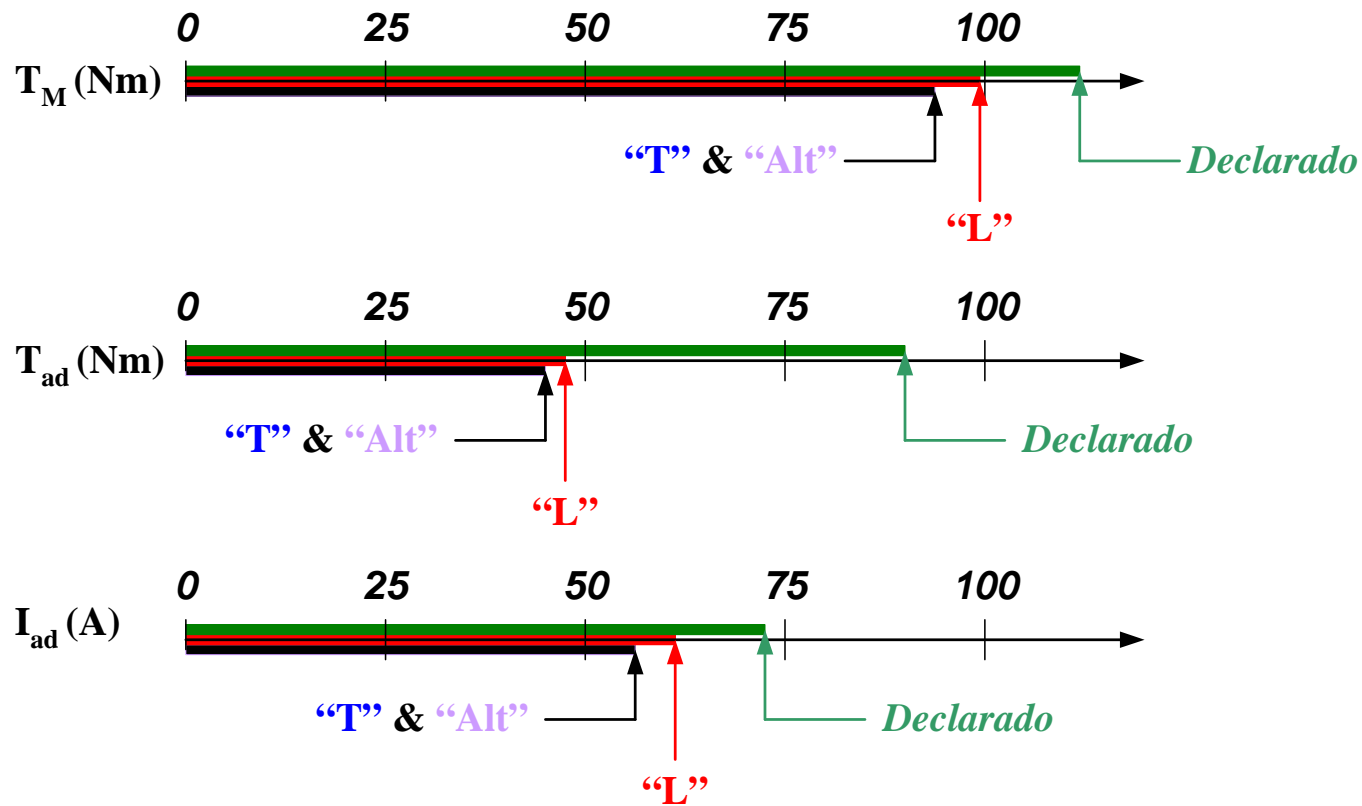 0 25 50 75 100
T_M (Nm)
“T” & “Alt” Declarado
“L”
0 25 50 75 100
T_ad (Nm)
“T” & “Alt” Declarado
“L”
0 25 50 75 100
I_ad (A)
“T” & “Alt” Declarado
“L”